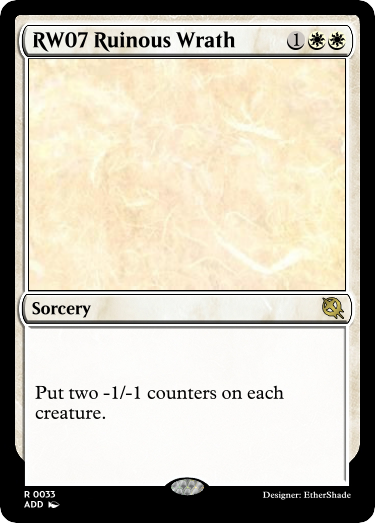 RW07 Ruinous Wrath 1
Sorcery
Put two -1/-1 counters on each
creature.
R 0033
ADD
Designer: EtherShade